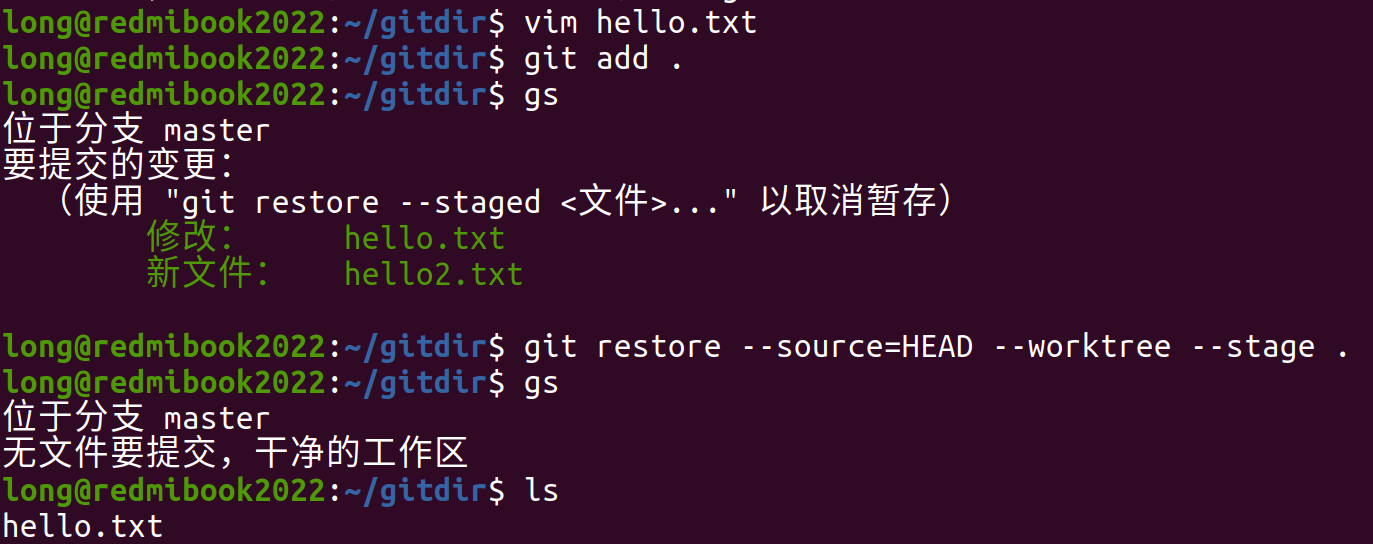 long@redmibook2022:~/gitdir$ vim hello.txt
long@redmibook2022:~/gitdir$ git add .
long@redmibook2022:~/gitdir$ gs
位于分支 master
要提交的变更：
  （使用 "git restore --staged <文件>..." 以取消暂存）
        修改：     hello.txt
        新文件：   hello2.txt
long@redmibook2022:~/gitdir$ git restore --source=HEAD --worktree --stage .
long@redmibook2022:~/gitdir$ gs
位于分支 master
无文件要提交，干净的工作区
long@redmibook2022:~/gitdir$ ls
hello.txt